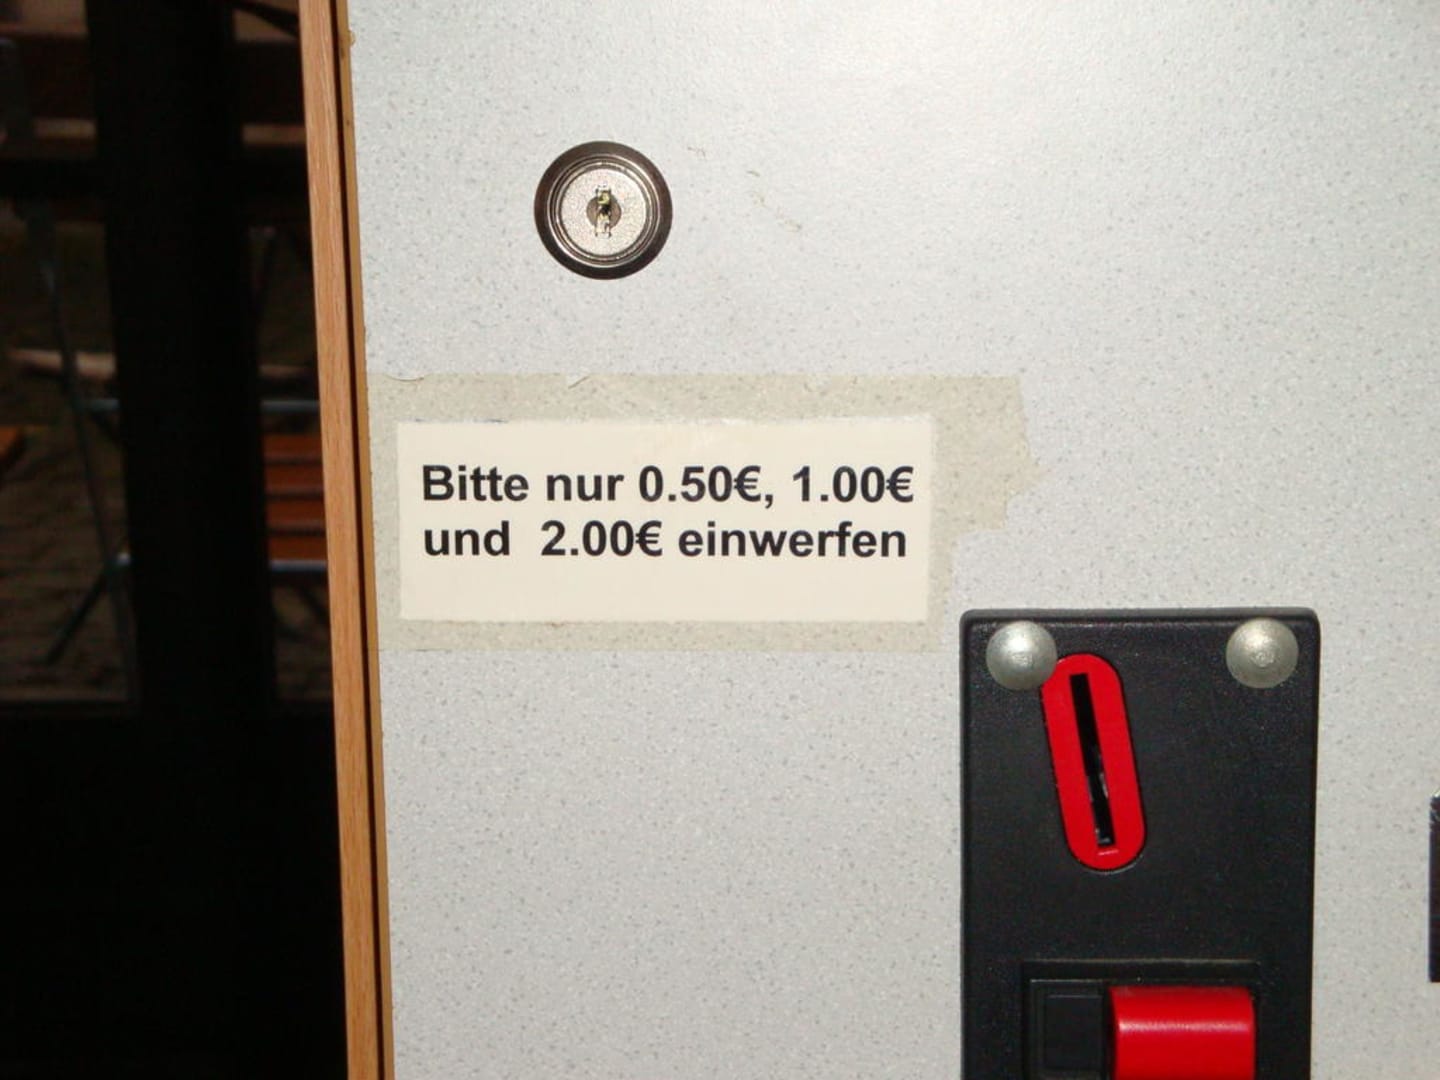 Bitte nur 0.50€, 1.00€
und 2.00€ einwerfen